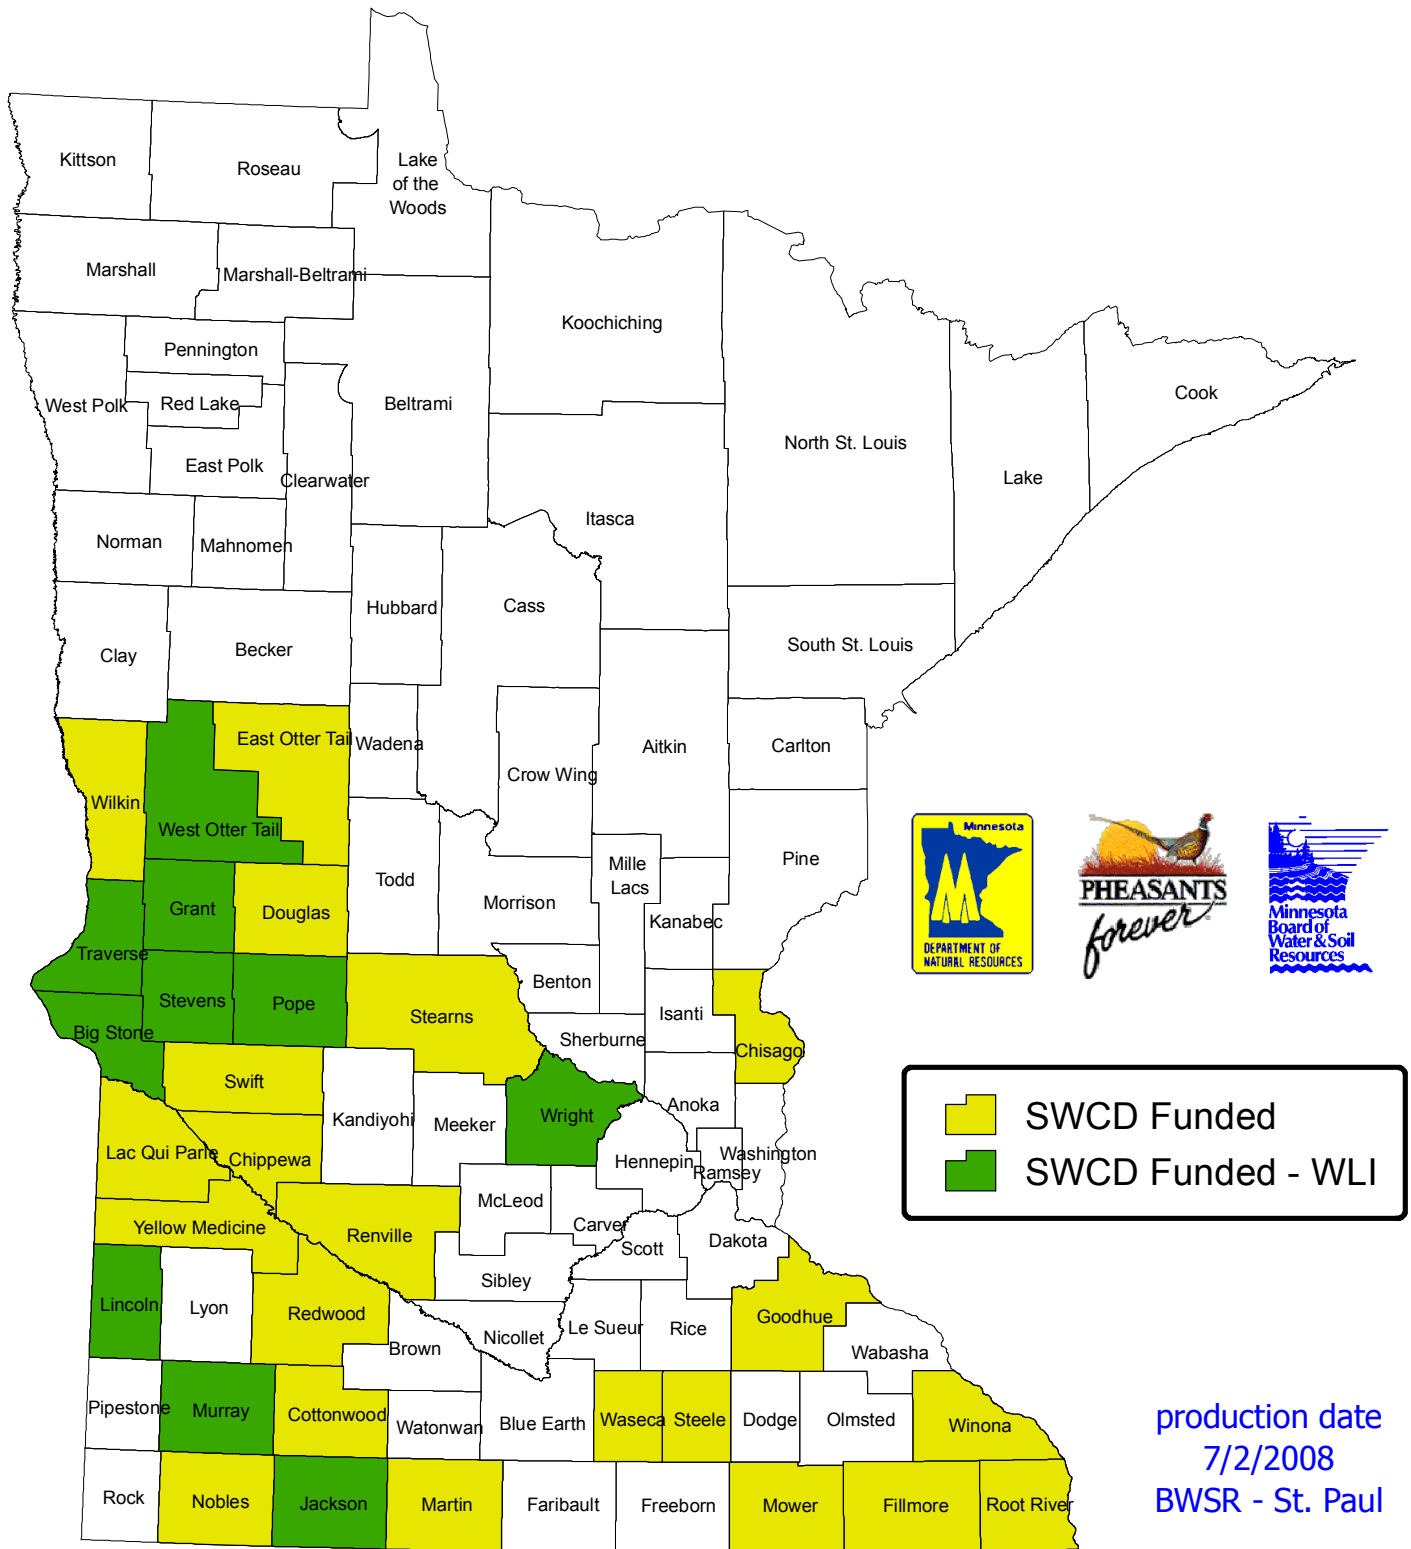 Kittson
Roseau
Lake
of the
Woods
Marshall
Marshall-Beltrami
Koochiching
Pennington
West Polk
Red Lake
Beltrami
Cook
North St. Louis
East Polk
Clearwater
Lake
Itasca
Norman
Mahnomen
Hubbard
Cass
Clay
Becker
South St. Louis
East Otter Tail
Wadena
Aitkin
Carlton
Crow Wing
Wilkin
West Otter Tail
Pine
Mille
Lacs
Todd
Morrison
Grant
Douglas
Kanabec
Traverse
Benton
Stevens
Pope
Stearns
Isanti
Big Stone
Sherburne
Chisago
Swift
Kandiyohi
Meeker
Wright
Anoka
Lac Qui Parle
Chippewa
Hennepin
Washington
Ramsey
McLeod
Yellow Medicine
Renville
Carver
Scott
Dakota
Sibley
Lincoln
Lyon
Redwood
Goodhue
Nicollet
Le Sueur
Rice
Brown
Wabasha
Pipestone
Murray
Cottonwood
Watonwan
Blue Earth
Waseca
Steele
Dodge
Olmsted
Winona
Rock
Nobles
Jackson
Martin
Faribault
Freeborn
Mower
Fillmore
Root River
Minnesota
DEPARTMENT OF
NATURAL RESOURCES
PHEASANTS
forever
Minnesota
Board of
Water & Soil
Resources
SWCD Funded
SWCD Funded - WLI
production date
7/2/2008
BWSR - St. Paul